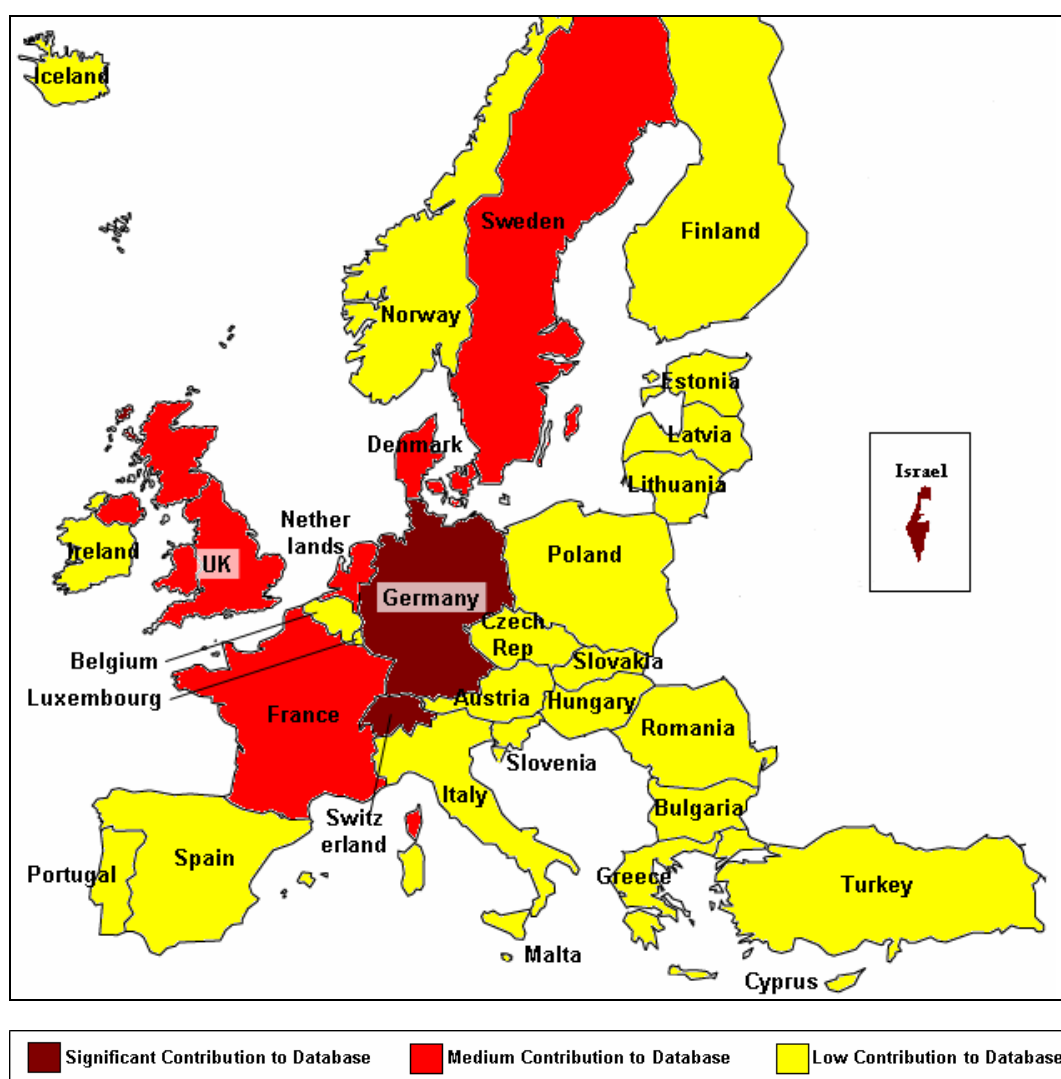 Iceland
Sweden
Finland
Norway
Estonia
Denmark
Latvia
Israel
Lithuania
Nether
lands
Ireland
UK
Poland
Germany
Czech
Rep
Belgium
Slovakia
Luxembourg
Austria
Hungary
France
Romania
Slovenia
Italy
Bulgaria
Switz
erland
Spain
Portugal
Greece
Turkey
Malta
Cyprus
Significant Contribution to Database
Medium Contribution to Database
Low Contribution to Database